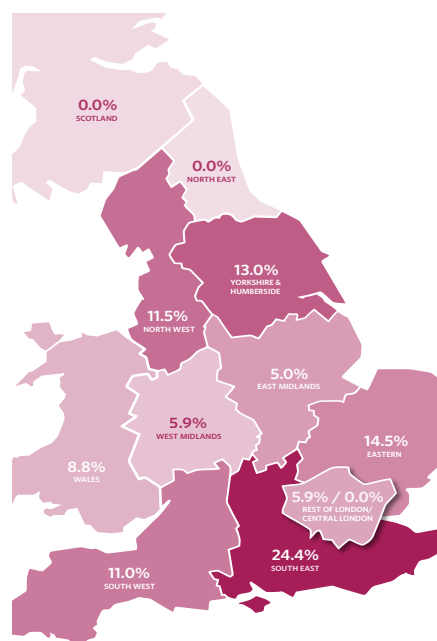 0.0%
SCOTLAND
0.0%
NORTH EAST
13.0%
YORKSHIRE &
HUMBERSIDE
11.5%
NORTH WEST
5.0%
EAST MIDLANDS
5.9%
WEST MIDLANDS
14.5%
EASTERN
8.8%
WALES
5.9% / 0.0%
REST OF LONDON/
CENTRAL LONDON
24.4%
SOUTH EAST
11.0%
SOUTH WEST